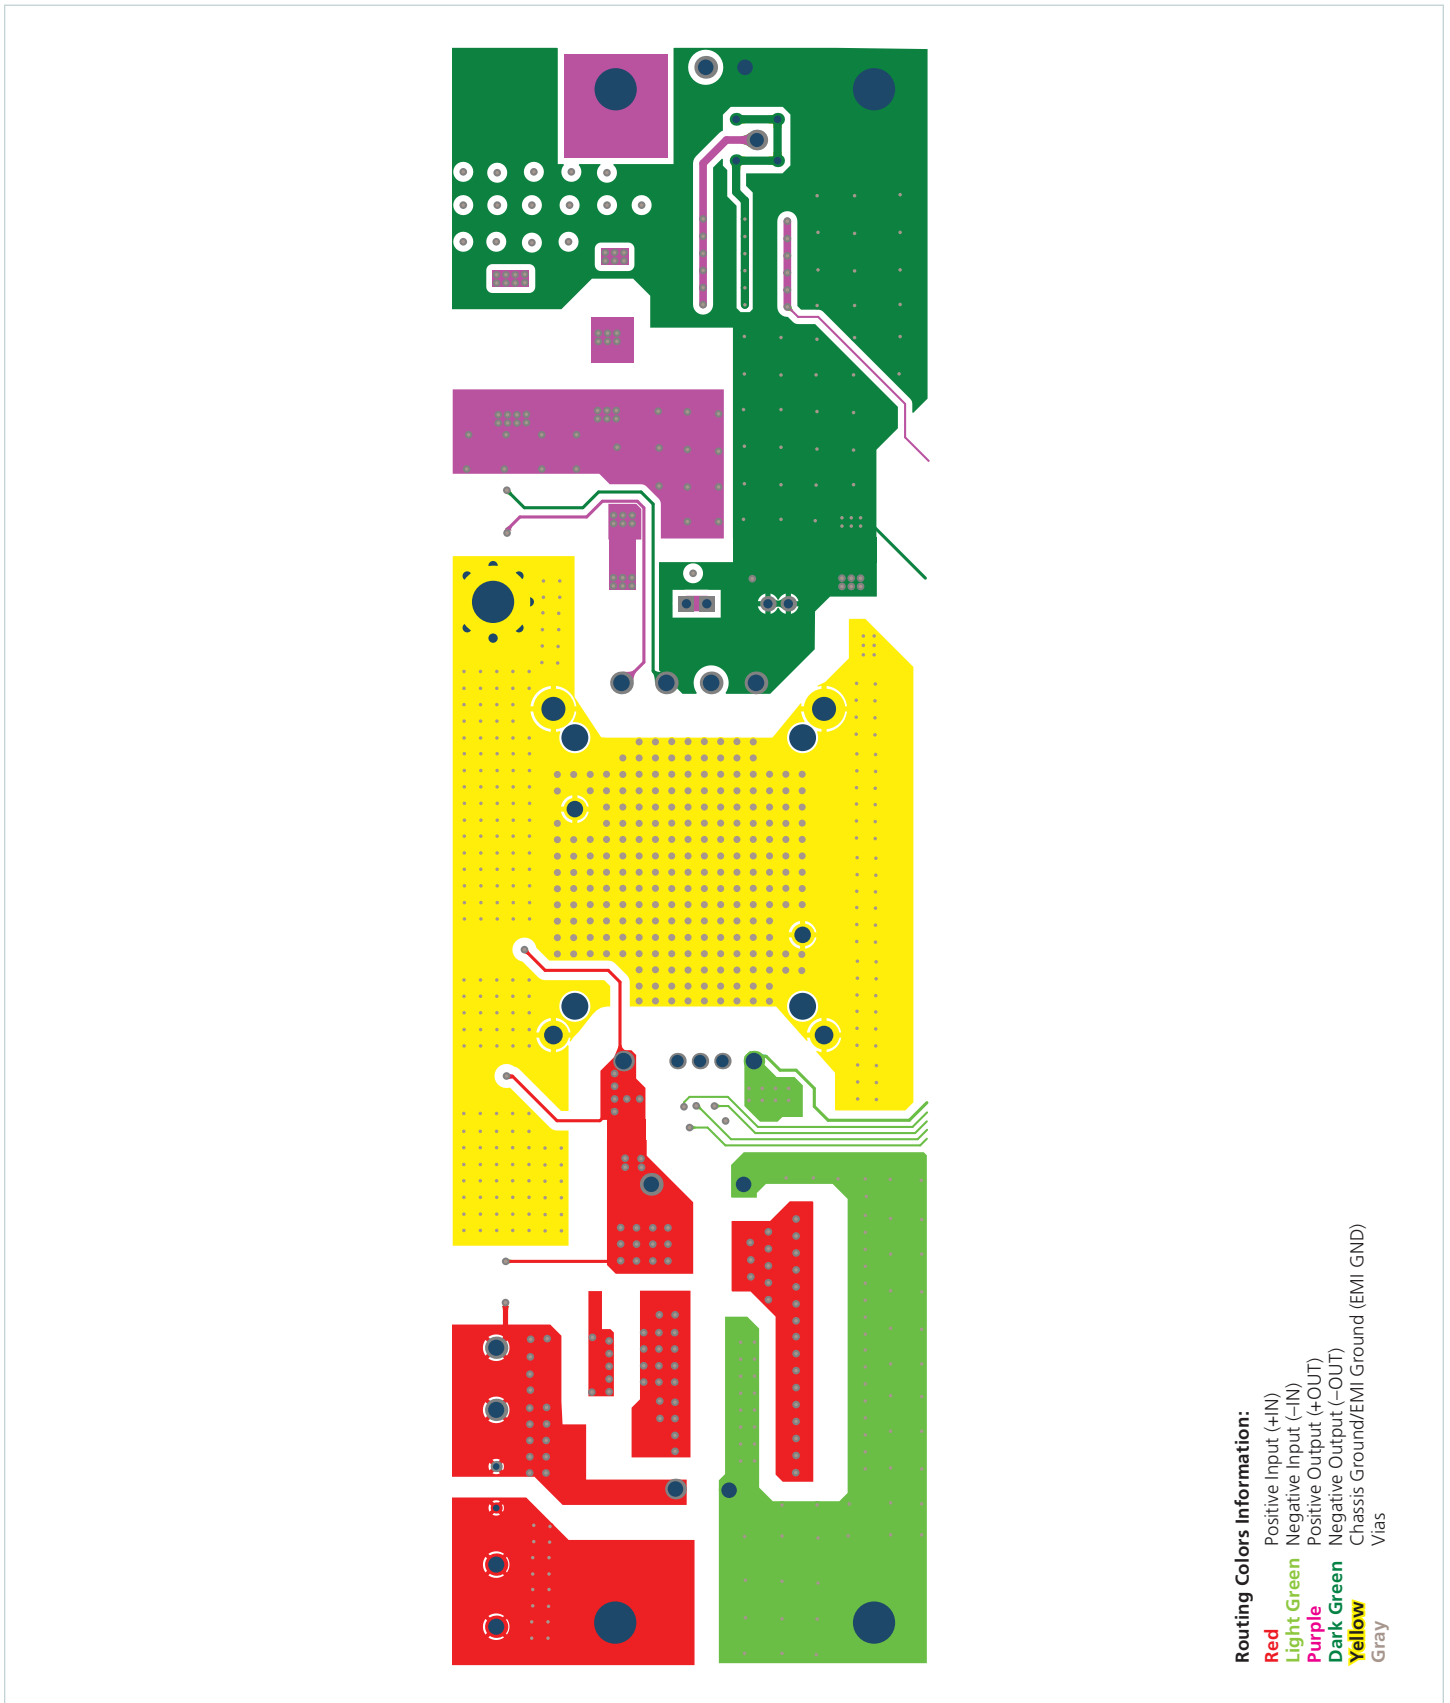 Routing Colors Information:
Red Positive Input (+IN)
Light Green Negative Input (–IN)
Purple Positive Output (+OUT)
Dark Green Negative Output (–OUT)
Yellow Chassis Ground/EMI Ground (EMI GND)
Gray Vias